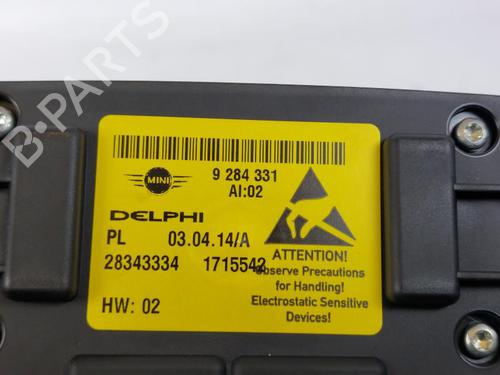 B-PARTS
MINI
9 284 331
AI:02
DELPHI
PL 03.04.14/A
28343334 1715542
HW: 02
ATTENTION!
Observe Precautions
for Handling!
Electrostatic Sensitive
Devices!